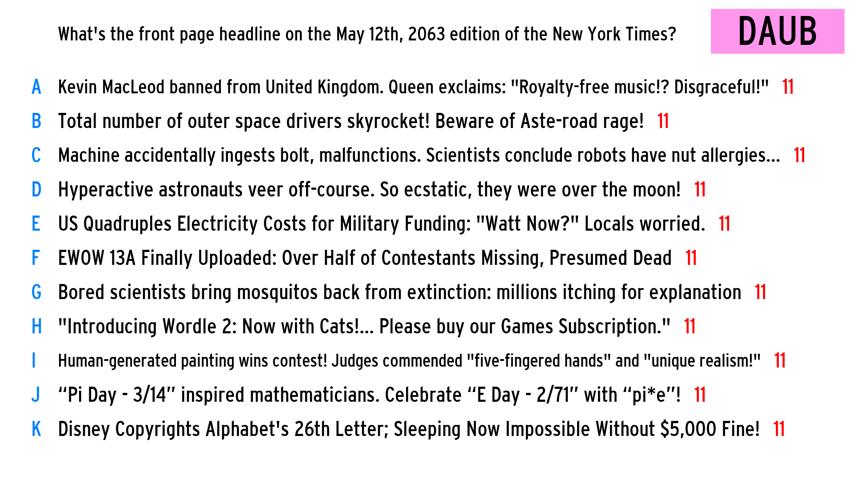 What's the front page headline on the May 12th, 2063 edition of the New York Times?
DAUB
A Kevin MacLeod banned from United Kingdom. Queen exclaims: "Royalty-free music!? Disgraceful!" 11
B Total number of outer space drivers skyrocket! Beware of Aste-road rage! 11
C Machine accidentally ingests bolt, malfunctions. Scientists conclude robots have nut allergies... 11
D Hyperactive astronauts veer off-course. So ecstatic, they were over the moon! 11
E US Quadruples Electricity Costs for Military Funding: "Watt Now?" Locals worried. 11
F EWOW 13A Finally Uploaded: Over Half of Contestants Missing, Presumed Dead 11
G Bored scientists bring mosquitos back from extinction: millions itching for explanation 11
H "Introducing Wordle 2: Now with Cats!... Please buy our Games Subscription." 11
I Human-generated painting wins contest! Judges commended "five-fingered hands" and "unique realism!" 11
J “Pi Day - 3/14” inspired mathematicians. Celebrate “E Day - 2/71” with “pi*e”! 11
K Disney Copyrights Alphabet's 26th Letter; Sleeping Now Impossible Without $5,000 Fine! 11